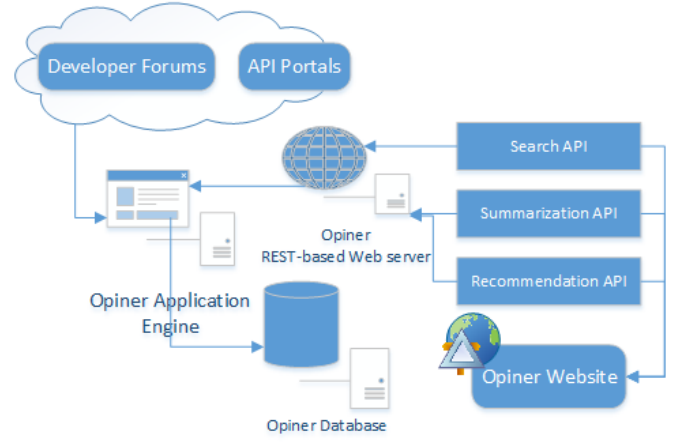 Developer Forums
API Portals
Search API
Summarization API
Opiner
REST-based Web server
Recommendation API
Opiner Application
Engine
Opiner Website
Opiner Database